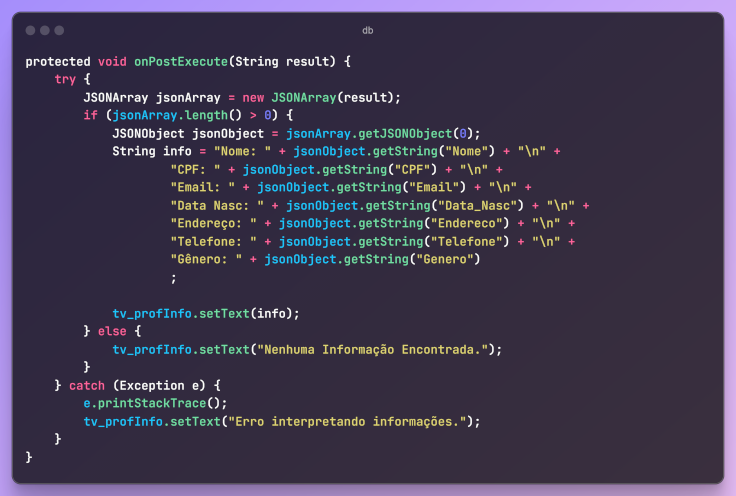 db
protected void onPostExecute(String result) {
    try {
        JSONArray jsonArray = new JSONArray(result);
        if (jsonArray.length() > 0) {
            JSONObject jsonObject = jsonArray.getJSONObject(0);
            String info = "Nome: " + jsonObject.getString("Nome") + "\n" +
                    "CPF: " + jsonObject.getString("CPF") + "\n" +
                    "Email: " + jsonObject.getString("Email") + "\n" +
                    "Data Nasc: " + jsonObject.getString("Data_Nasc") + "\n" +
                    "Endereço: " + jsonObject.getString("Endereco") + "\n" +
                    "Telefone: " + jsonObject.getString("Telefone") + "\n" +
                    "Gênero: " + jsonObject.getString("Genero")
                    ;

            tv_profInfo.setText(info);
        } else {
            tv_profInfo.setText("Nenhuma Informação Encontrada.");
        }
    } catch (Exception e) {
        e.printStackTrace();
        tv_profInfo.setText("Erro interpretando informações.");
    }
}